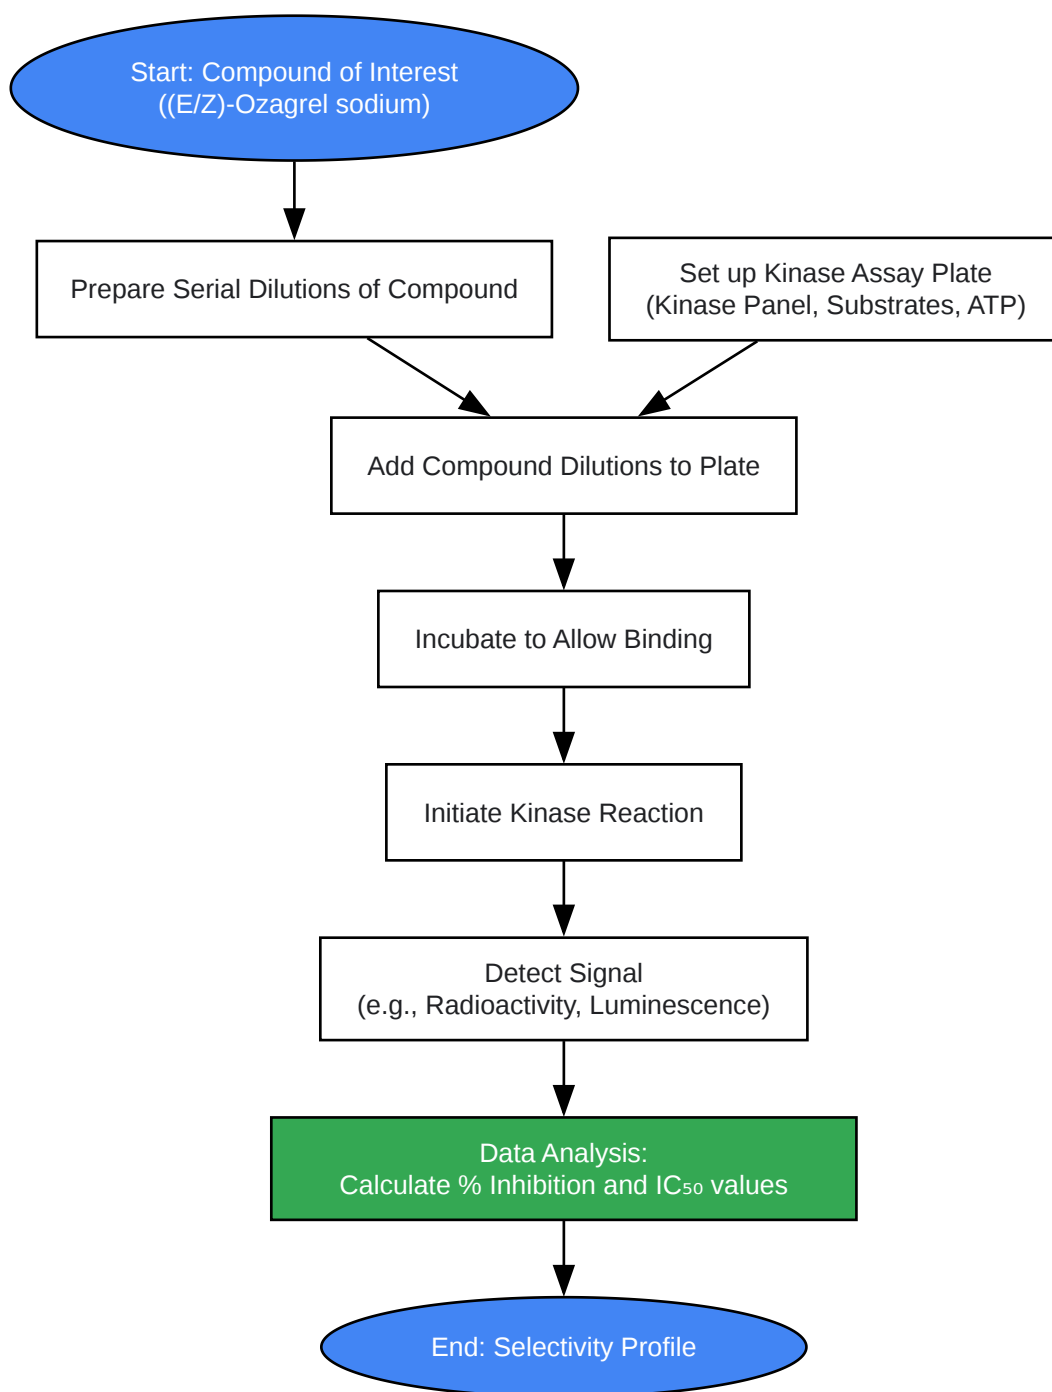 Start: Compound of Interest
((E/Z)-Ozagrel sodium)
Prepare Serial Dilutions of Compound
Set up Kinase Assay Plate
(Kinase Panel, Substrates, ATP)
Add Compound Dilutions to Plate
Incubate to Allow Binding
Initiate Kinase Reaction
Detect Signal
(e.g., Radioactivity, Luminescence)
Data Analysis:
Calculate % Inhibition and IC₅₀ values
End: Selectivity Profile